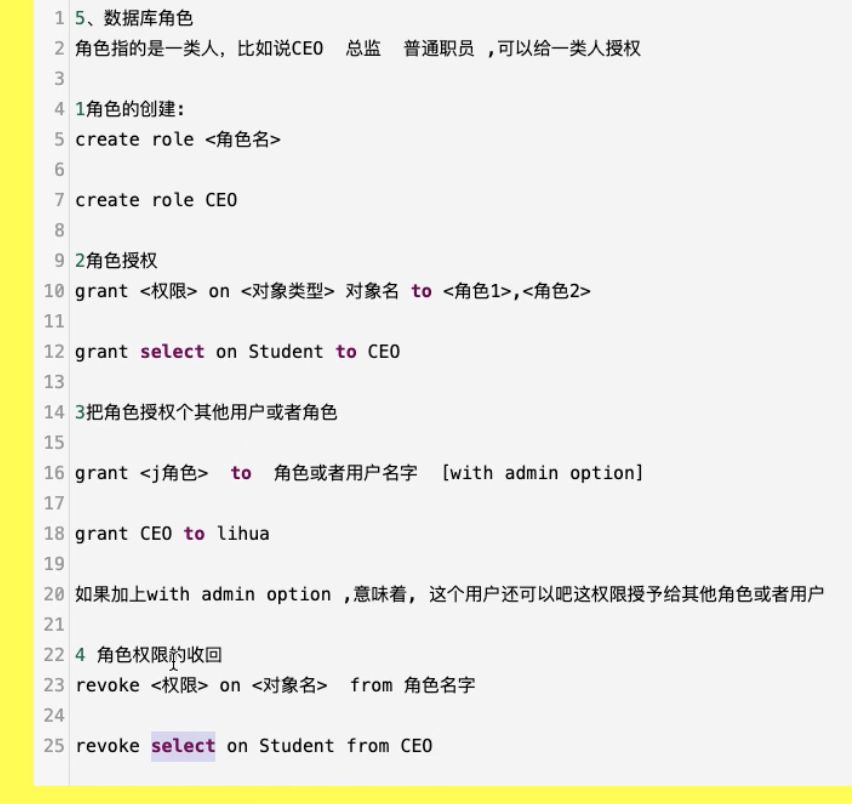 1 5、数据库角色
2 角色指的是一类人，比如说CEO  总监  普通职员 ,可以给一类人授权
3
4 1角色的创建:
5 create role <角色名>
6
7 create role CEO
8
9 2角色授权
10 grant <权限> on <对象类型> 对象名 to <角色1>,<角色2>
11
12 grant select on Student to CEO
13
14 3把角色授权个其他用户或者角色
15
16 grant <j角色>  to  角色或者用户名字  [with admin option]
17
18 grant CEO to lihua
19
20 如果加上with admin option ,意味着, 这个用户还可以吧这权限授予给其他角色或者用户
21
22 4 角色权限的收回
23 revoke <权限> on <对象名>  from 角色名字
24
25 revoke select on Student from CEO